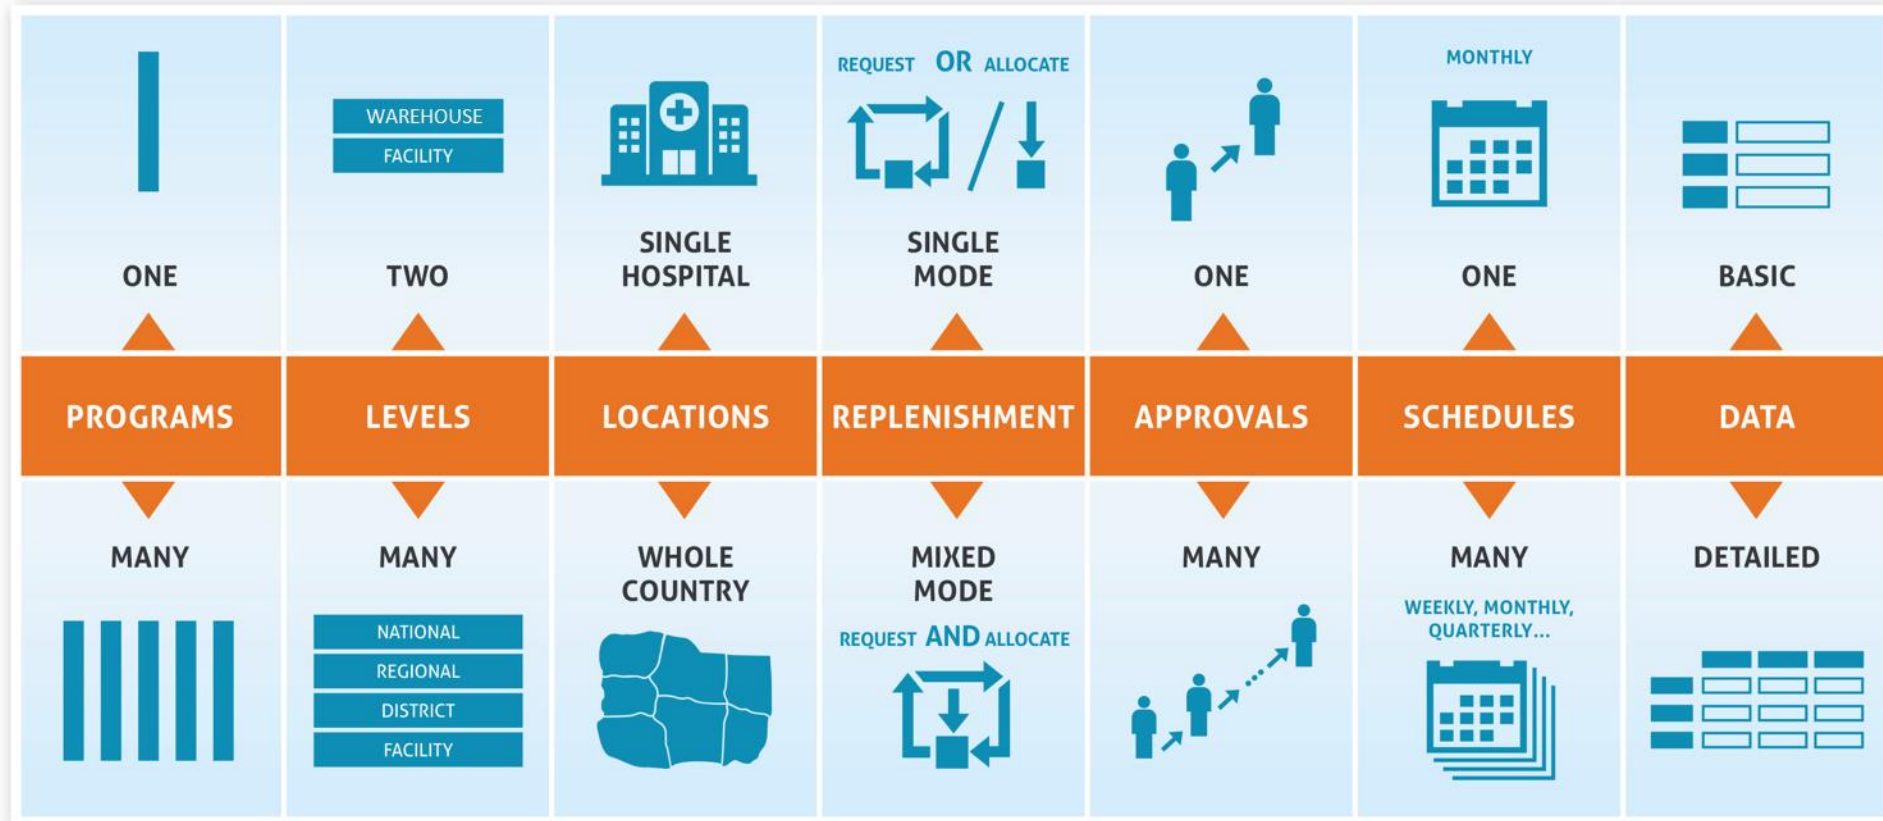 ONE
WAREHOUSE
FACILITY
TWO
SINGLE
HOSPITAL
REQUEST OR ALLOCATE
SINGLE
MODE
ONE
MONTHLY
ONE
BASIC
PROGRAMS
LEVELS
LOCATIONS
REPLENISHMENT
APPROVALS
SCHEDULES
DATA
MANY
MANY
NATIONAL
REGIONAL
DISTRICT
FACILITY
WHOLE
COUNTRY
MIXED
MODE
REQUEST AND ALLOCATE
MANY
MANY
WEEKLY, MONTHLY,
QUARTERLY...
DETAILED